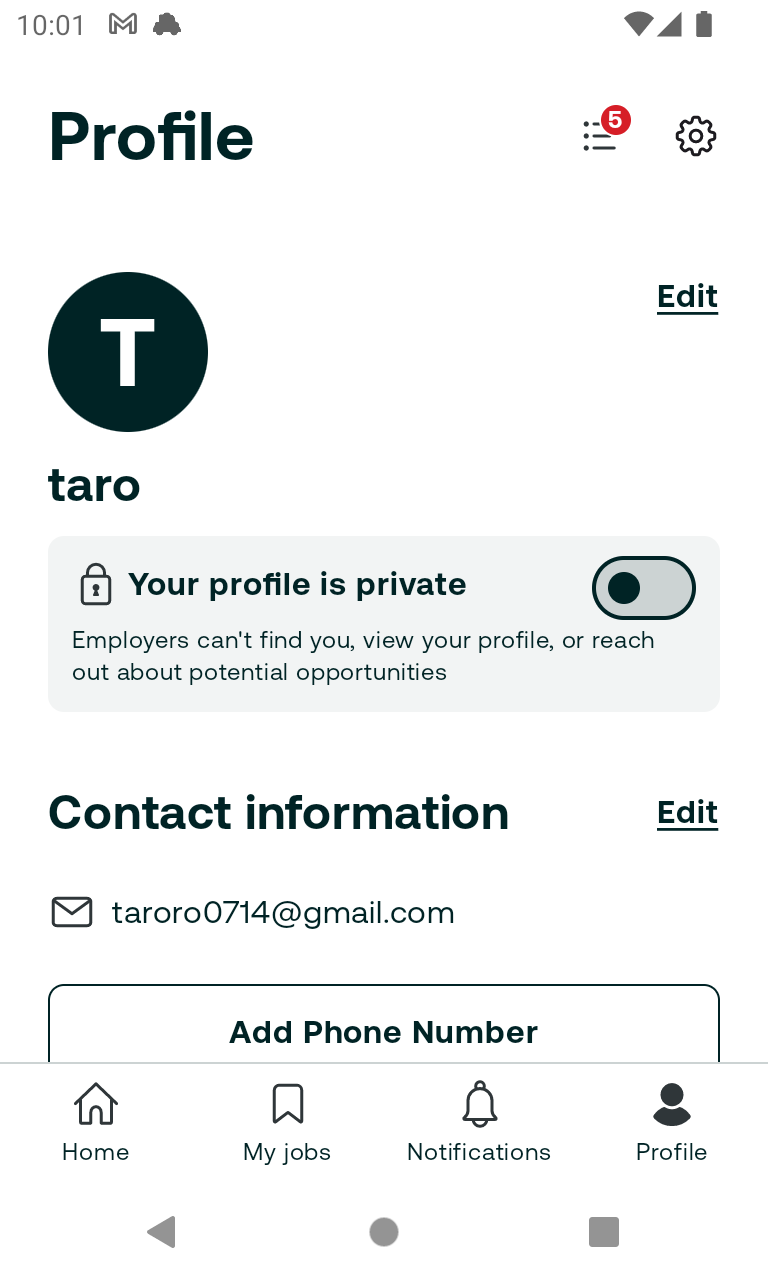 10:01
Profile
5
Edit
T
taro
Your profile is private
Employers can't find you, view your profile, or reach
out about potential opportunities
Contact information
Edit
taroro0714@gmail.com
Add Phone Number
Home
My jobs
Notifications
Profile